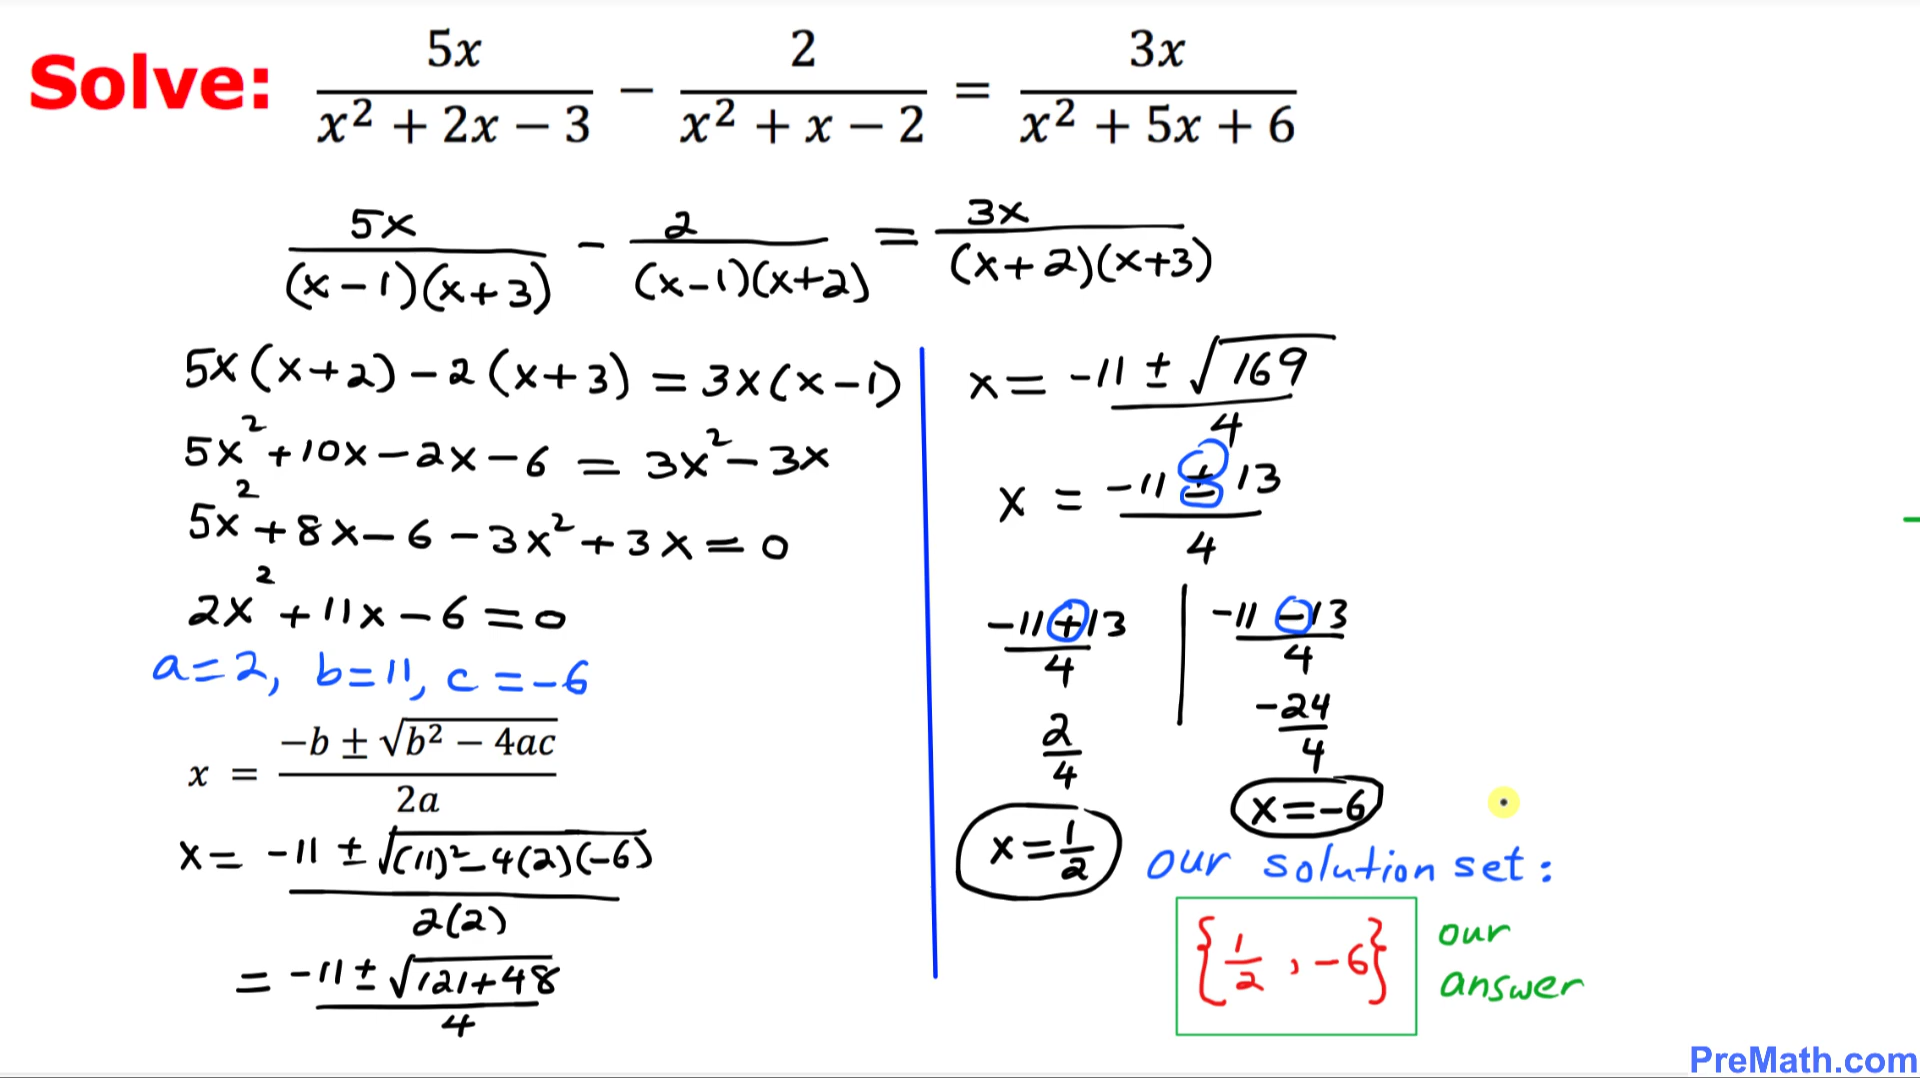 Solve: 5x/(x² + 2x − 3) − 2/(x² + x − 2) = 3x/(x² + 5x + 6)
5x/((x−1)(x+3)) − 2/((x−1)(x+2)) = 3x/((x+2)(x+3))
5x(x+2) − 2(x+3) = 3x(x−1)
5x² + 10x − 2x − 6 = 3x² − 3x
5x² + 8x − 6 − 3x² + 3x = 0
2x² + 11x − 6 = 0
a=2, b=11, c=−6
x = (−b ± √(b² − 4ac))/2a
x = (−11 ± √((11)² − 4(2)(−6)))/2(2)
= (−11 ± √(121+48))/4
x = (−11 ± √169)/4
x = (−11 ± 13)/4
(−11+13)/4
2/4
x = 1/2
(−11−13)/4
−24/4
x = −6
our solution set:
{1/2, −6}
our
answer
PreMath.com